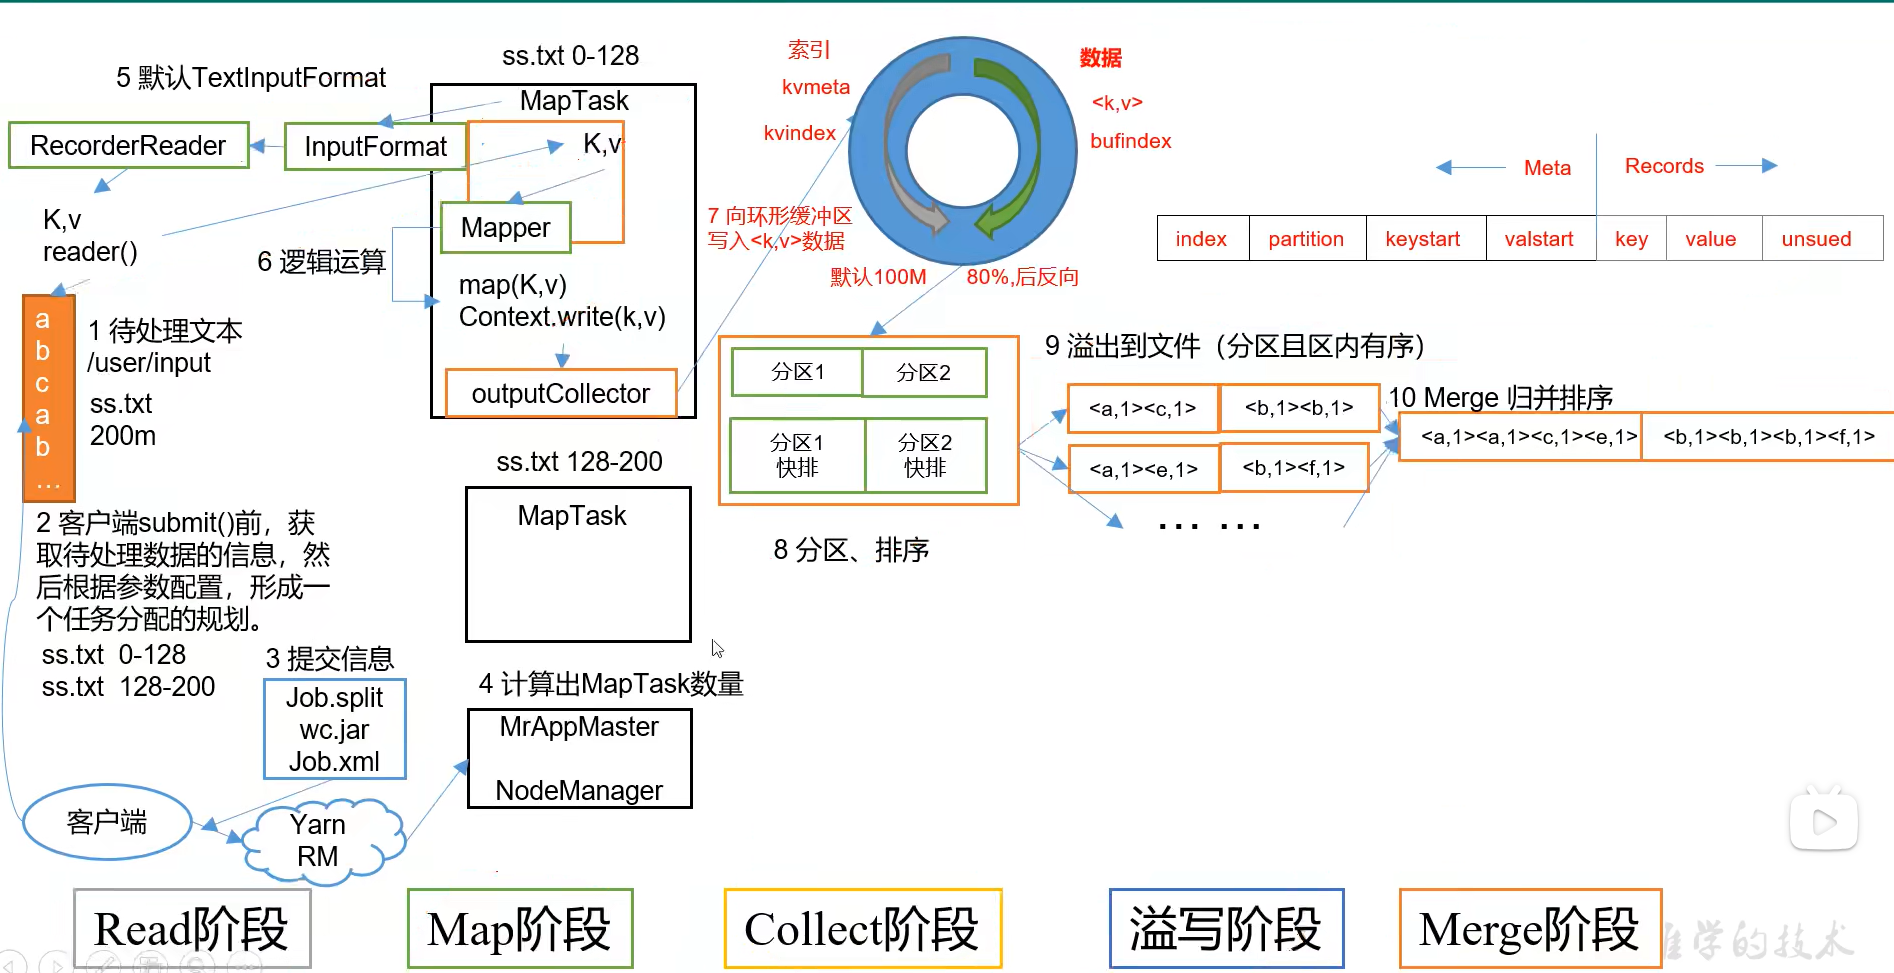 ss.txt 0-128
5 默认TextInputFormat
MapTask
RecorderReader
InputFormat
K,v
K,v
reader()
Mapper
6 逻辑运算
map(K,v)
Context.write(k,v)
outputCollector
a
b
c
a
b
...
1 待处理文本
/user/input
ss.txt
200m
2 客户端submit()前，获
取待处理数据的信息，然
后根据参数配置，形成一
个任务分配的规划。
ss.txt 0-128
ss.txt 128-200
3 提交信息
Job.split
wc.jar
Job.xml
客户端
Yarn
RM
ss.txt 128-200
MapTask
4 计算出MapTask数量
MrAppMaster
NodeManager
索引
kvmeta
kvindex
数据
<k,v>
bufindex
7 向环形缓冲区
写入<k,v>数据
默认100M
80%,后反向
Meta
Records
index partition keystart valstart key value unsued
分区1 分区2
分区1 分区2
快排 快排
8 分区、排序
9 溢出到文件（分区且区内有序）
<a,1><c,1> <b,1><b,1>
<a,1><e,1> <b,1><f,1>
... ...
10 Merge 归并排序
<a,1><a,1><c,1><e,1> <b,1><b,1><b,1><f,1>
Read阶段
Map阶段
Collect阶段
溢写阶段
Merge阶段
学的技术